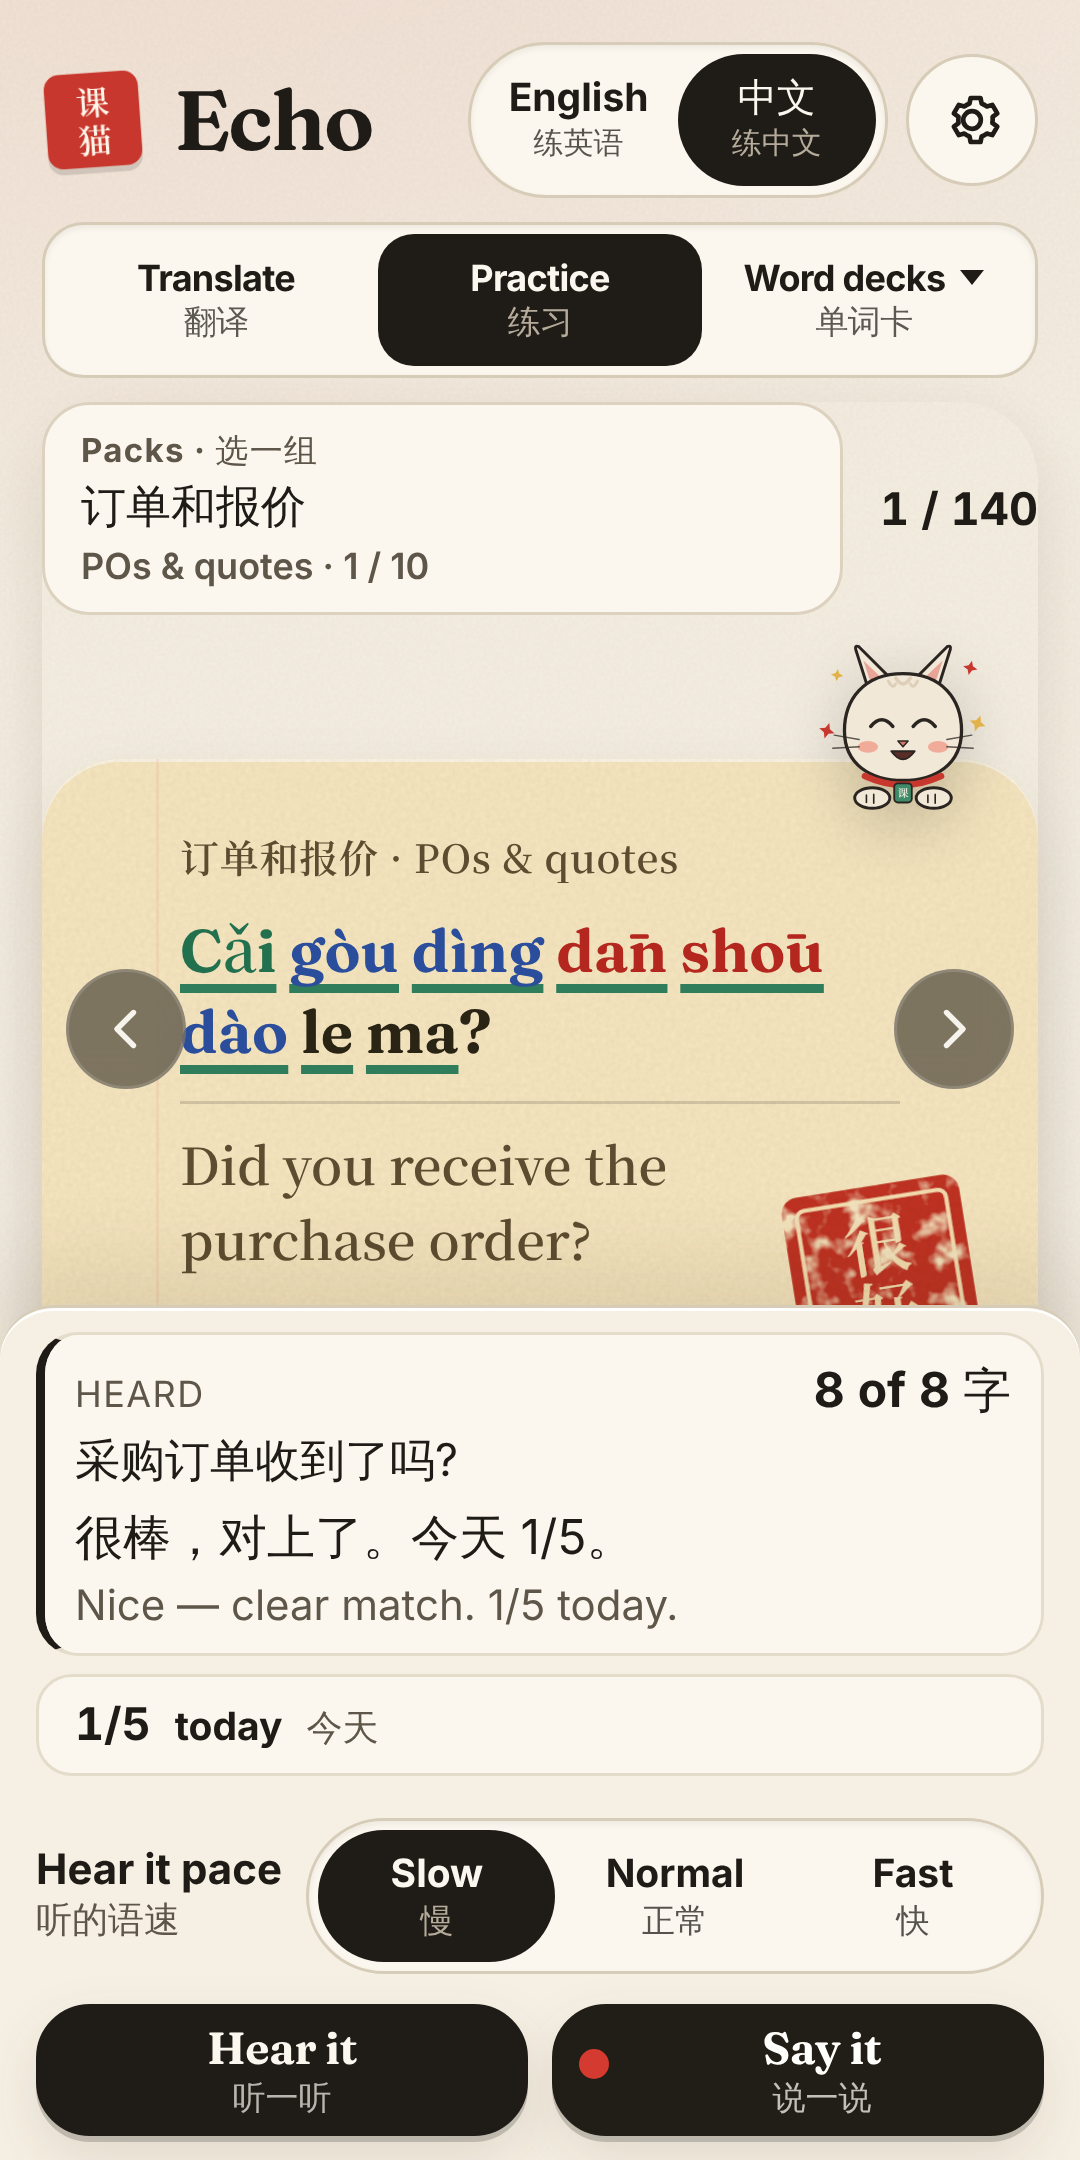 课猫
Echo
English
练英语
中文
练中文
Translate
翻译
Practice
练习
Word decks
单词卡
Packs · 选一组
订单和报价
POs & quotes · 1 / 10
1 / 140
课
订单和报价 · POs & quotes
Cǎi gòu dìng dān shoū
dào le ma?
Did you receive the
purchase order?
很
HEARD
8 of 8 字
采购订单收到了吗?
很棒，对上了。今天 1/5。
Nice — clear match. 1/5 today.
1/5 today 今天
Hear it pace
听的语速
Slow
慢
Normal
正常
Fast
快
Hear it
听一听
Say it
说一说